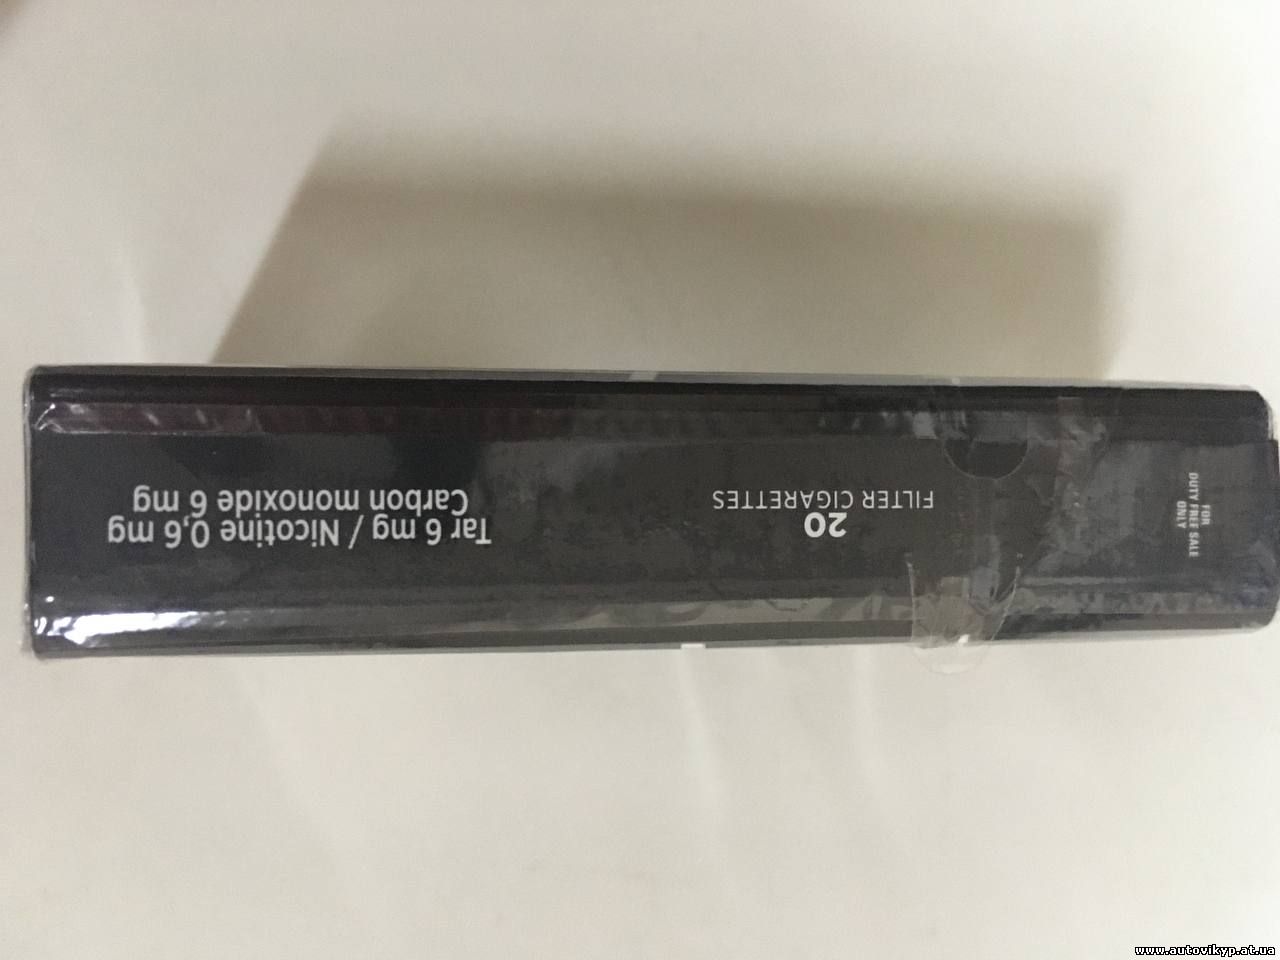 Tar 6 mg / Nicotine 0,6 mg
Carbon monoxide 6 mg
20
FILTER CIGARETTES
FOR
DUTY FREE SALE
ONLY
www.autovikyp.at.ua